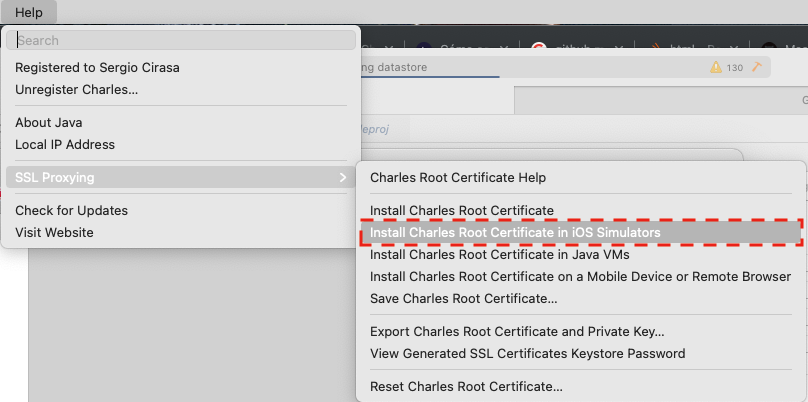 Help
Search
Registered to Sergio Cirasa
Unregister Charles...
About Java
Local IP Address
SSL Proxying
Check for Updates
Visit Website
ng datastore
130
eproj
G
Charles Root Certificate Help
Install Charles Root Certificate
Install Charles Root Certificate in iOS Simulators
Install Charles Root Certificate in Java VMs
Install Charles Root Certificate on a Mobile Device or Remote Browser
Save Charles Root Certificate...
Export Charles Root Certificate and Private Key...
View Generated SSL Certificates Keystore Password
Reset Charles Root Certificate...